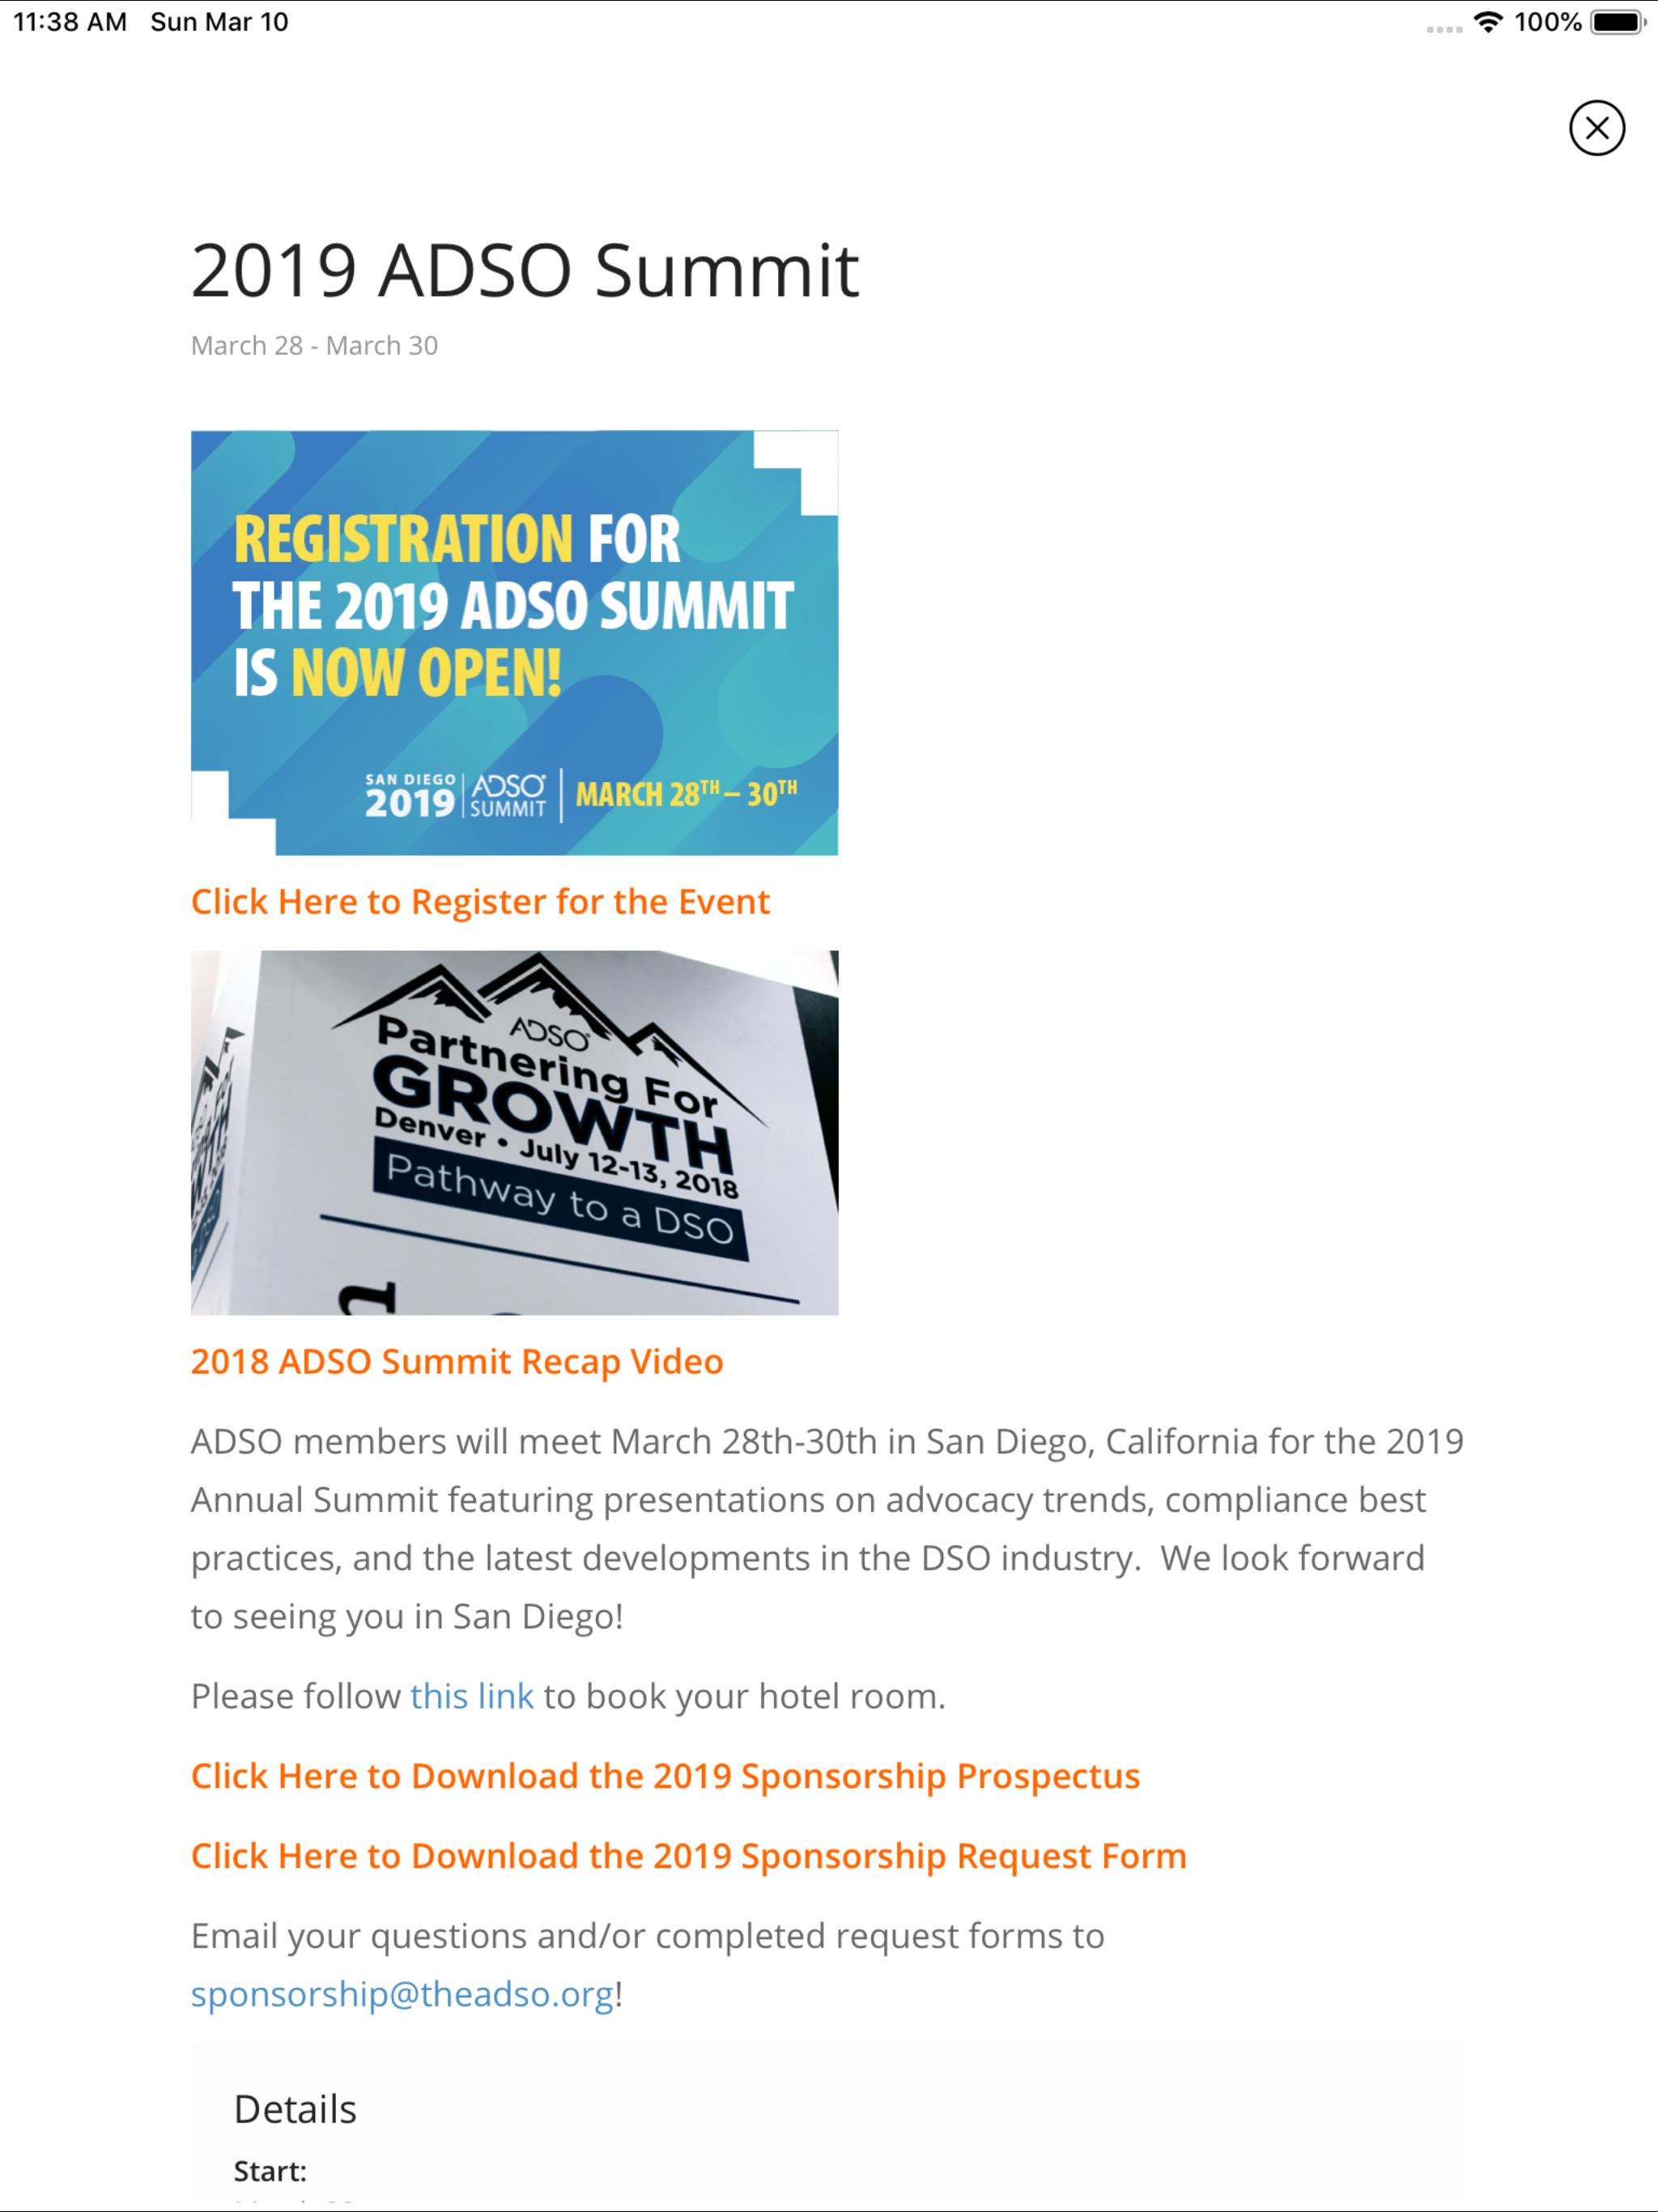 11:38 AM Sun Mar 10
100%
2019 ADSO Summit
March 28 - March 30
REGISTRATION FOR
THE 2019 ADSO SUMMIT
IS NOW OPEN!
SAN DIEGO
2019
ADSO
SUMMIT
MARCH 28TH – 30TH
Click Here to Register for the Event
ADSO
Partnering For
GROWTH
Denver • July 12-13, 2018
Pathway to a DSO
2018 ADSO Summit Recap Video
ADSO members will meet March 28th-30th in San Diego, California for the 2019
Annual Summit featuring presentations on advocacy trends, compliance best
practices, and the latest developments in the DSO industry.  We look forward
to seeing you in San Diego!
Please follow this link to book your hotel room.
Click Here to Download the 2019 Sponsorship Prospectus
Click Here to Download the 2019 Sponsorship Request Form
Email your questions and/or completed request forms to
sponsorship@theadso.org!
Details
Start: